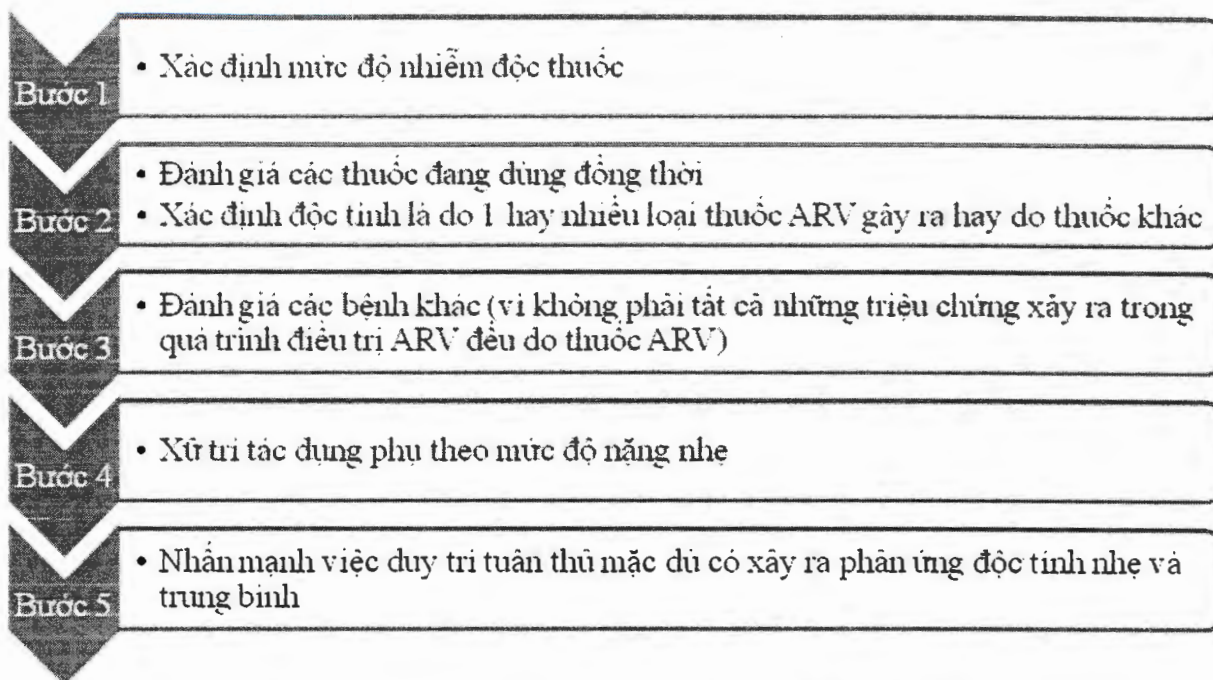 Bước 1
• Xác định mức độ nhiễm độc thuốc
Bước 2
• Đánh giá các thuốc đang dùng đồng thời
• Xác định độc tính là do 1 hay nhiều loại thuốc ARV gây ra hay do thuốc khác
Bước 3
• Đánh giá các bệnh khác (vì không phải tất cả những triệu chứng xảy ra trong
quá trình điều trị ARV đều do thuốc ARV)
Bước 4
• Xử trí tác dụng phụ theo mức độ nặng nhẹ
Bước 5
• Nhấn mạnh việc duy trì tuân thủ mặc dù có xảy ra phản ứng độc tính nhẹ và
trung bình